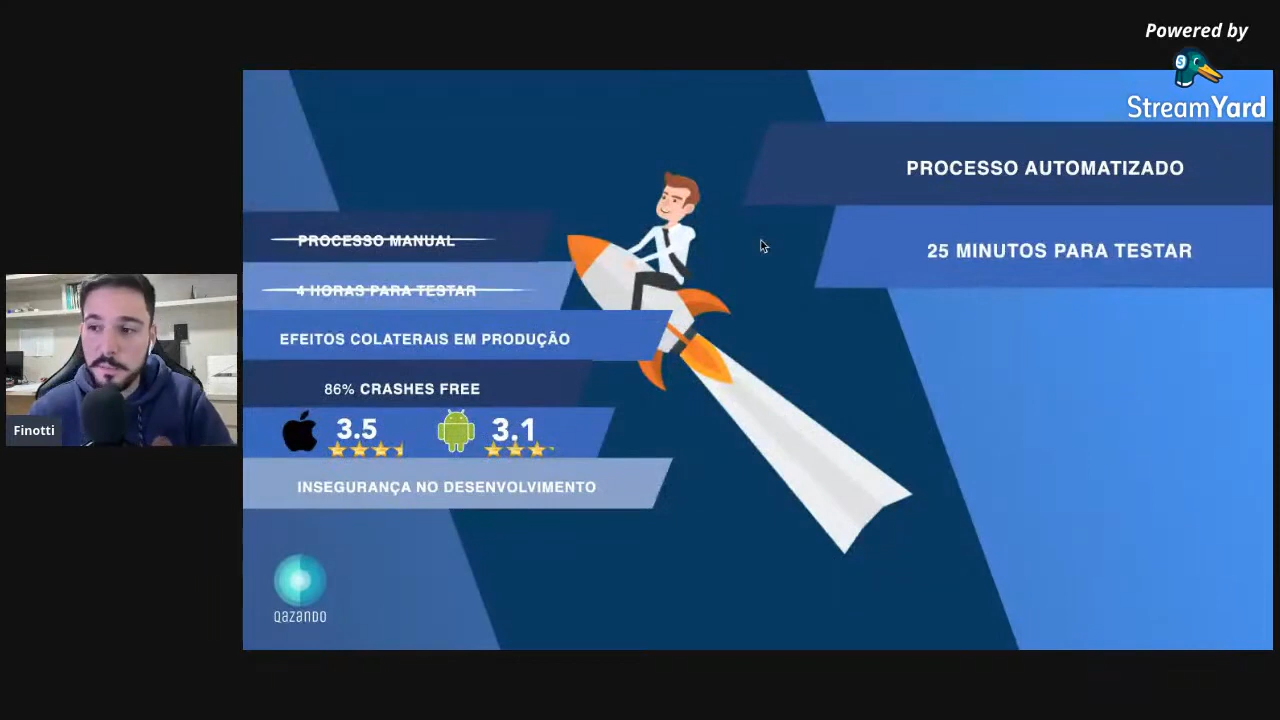 Powered by
StreamYard
PROCESSO AUTOMATIZADO
25 MINUTOS PARA TESTAR
PROCESSO MANUAL
4 HORAS PARA TESTAR
EFEITOS COLATERAIS EM PRODUÇÃO
86% CRASHES FREE
3.5 3.1
INSEGURANÇA NO DESENVOLVIMENTO
QAZANDO
Finotti